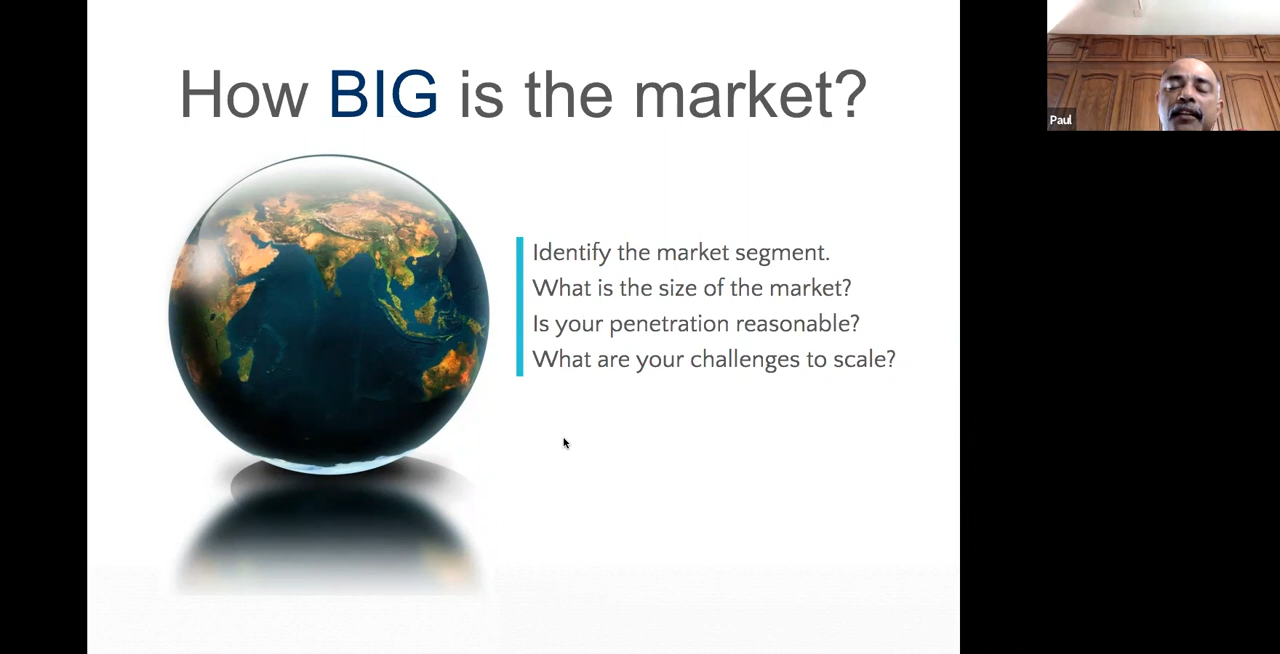 How BIG is the market?
Identify the market segment.
What is the size of the market?
Is your penetration reasonable?
What are your challenges to scale?
Paul